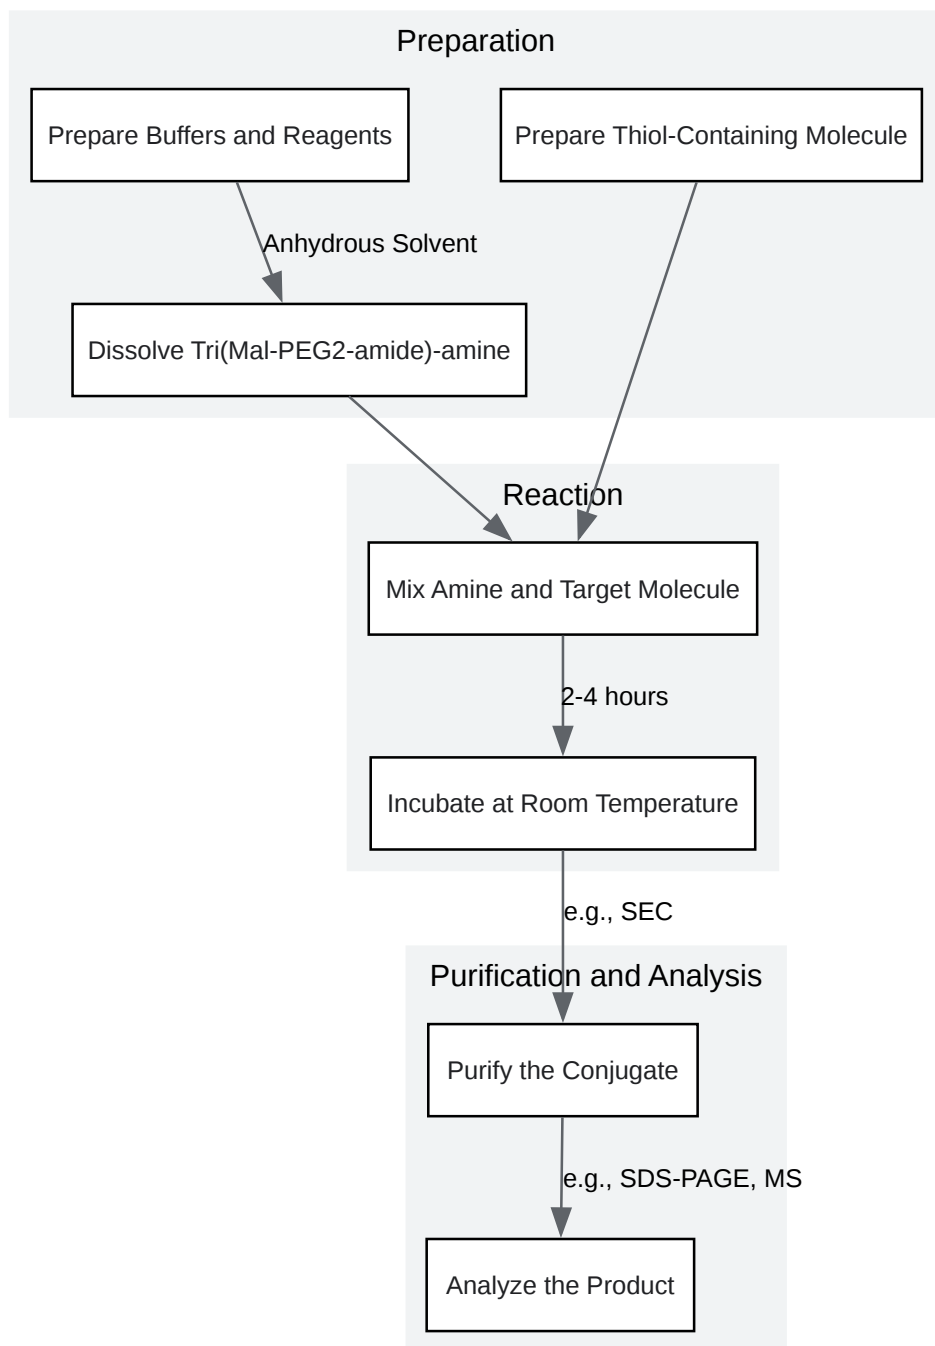 Preparation
Prepare Buffers and Reagents
Prepare Thiol-Containing Molecule
Anhydrous Solvent
Dissolve Tri(Mal-PEG2-amide)-amine
Reaction
Mix Amine and Target Molecule
2-4 hours
Incubate at Room Temperature
e.g., SEC
Purification and Analysis
Purify the Conjugate
e.g., SDS-PAGE, MS
Analyze the Product